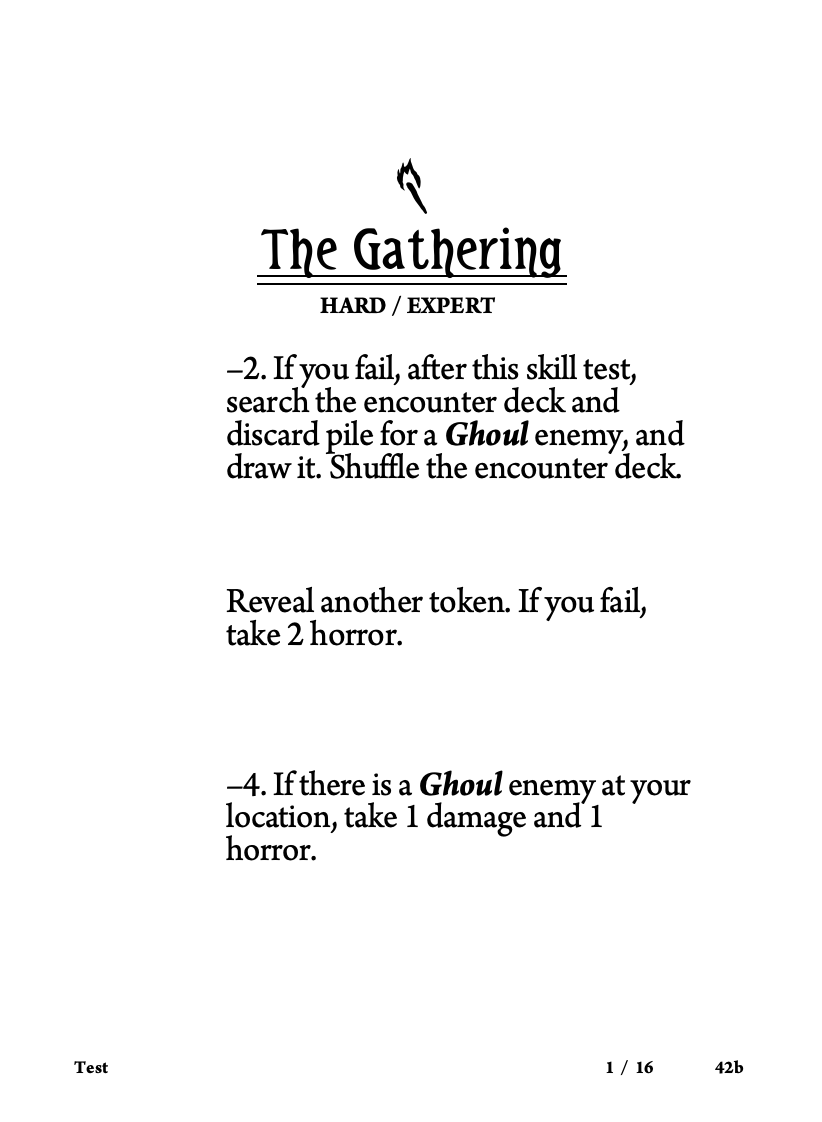 The Gathering
HARD / EXPERT
–2. If you fail, after this skill test,
search the encounter deck and
discard pile for a Ghoul enemy, and
draw it. Shuffle the encounter deck.
Reveal another token. If you fail,
take 2 horror.
–4. If there is a Ghoul enemy at your
location, take 1 damage and 1
horror.
Test
1 / 16
42b